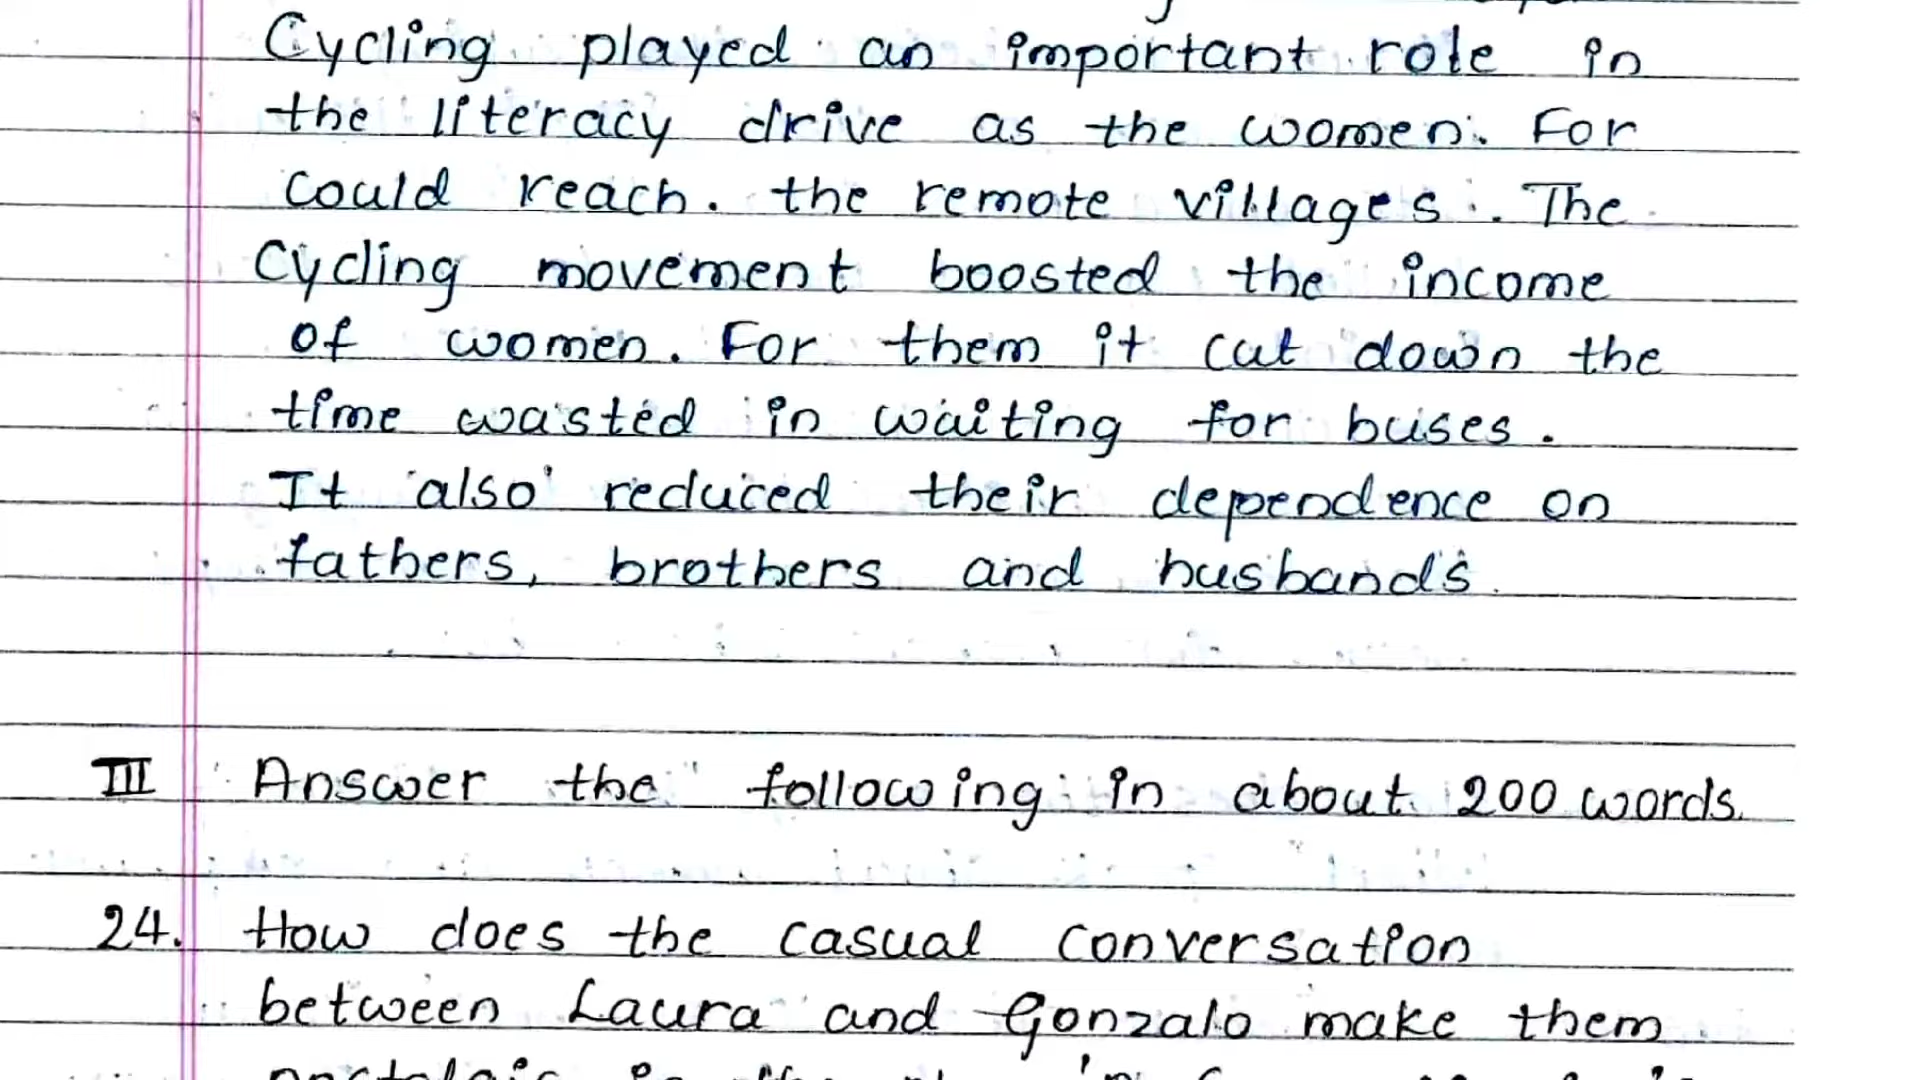 Cycling played an important role in
the literacy drive as the women. For
could reach. the remote villages. The
Cycling movement boosted the income
of women. For them it cut down the
time wasted in waiting for buses.
It also reduced their dependence on
fathers, brothers and husbands.
III Answer the following in about 200 words.
24. How does the casual conversation
between Laura and Gonzalo make them